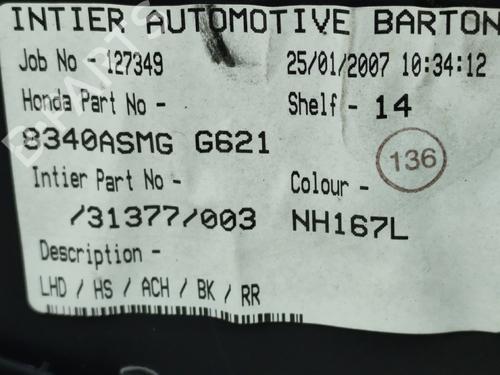 INTIER AUTOMOTIVE BARTON
Job No - 127349 25/01/2007 10:34:12
Honda Part No - Shelf - 14
8340ASMG G621
136
Intier Part No - Colour -
/31377/003 NH167L
Description -
LHD / HS / ACH / BK / RR